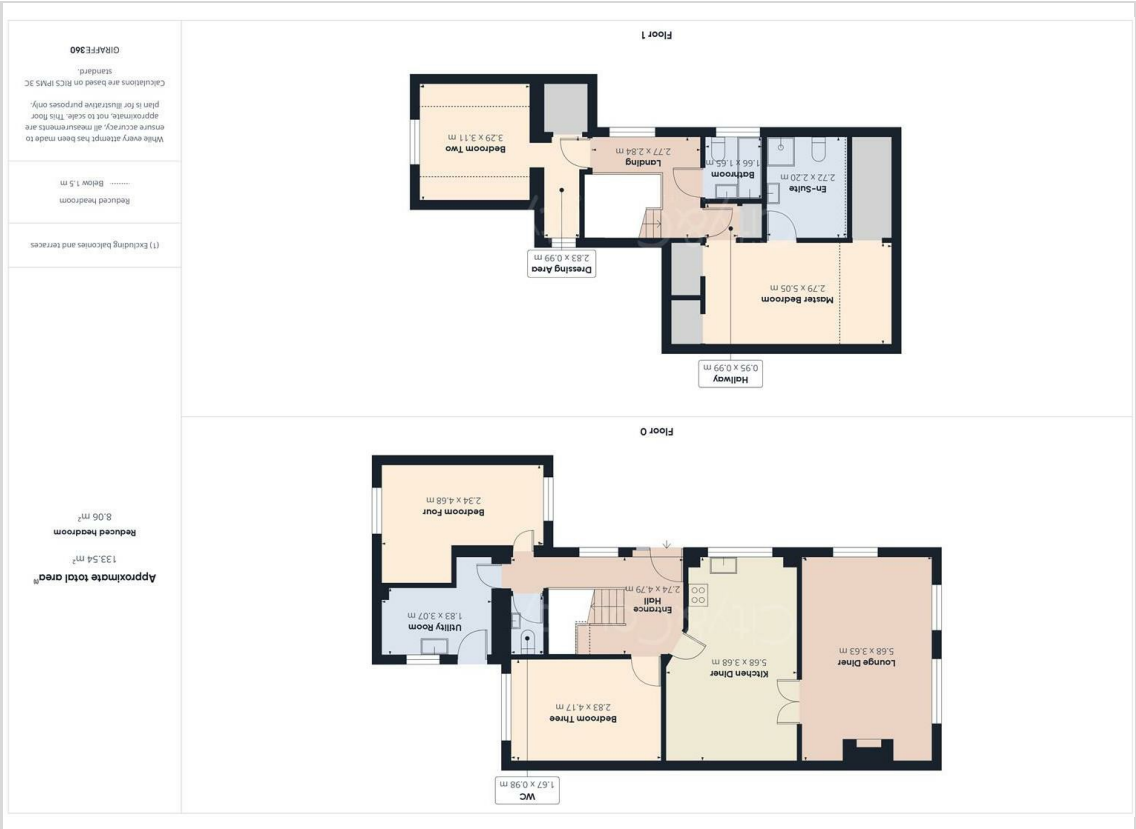 WC
1.67 x 0.98 m
Bedroom Three
2.83 x 4.17 m
Lounge Diner
5.68 x 3.63 m
Kitchen Diner
5.68 x 3.68 m
Entrance
Hall
2.74 x 4.79 m
Utility Room
1.83 x 3.07 m
Bedroom Four
2.34 x 4.68 m
Floor 0
Hallway
0.95 x 0.99 m
Master Bedroom
2.79 x 5.05 m
Dressing Area
2.83 x 0.99 m
En-Suite
2.72 x 2.20 m
Bathroom
1.66 x 1.65 m
Landing
2.77 x 2.84 m
Bedroom Two
3.29 x 3.11 m
Floor 1
Approximate total area⁽¹⁾
133.54 m²
Reduced headroom
8.06 m²
(1) Excluding balconies and terraces
Reduced headroom
Below 1.5 m
While every attempt has been made to
ensure accuracy, all measurements are
approximate, not to scale. This floor
plan is for illustrative purposes only.
Calculations are based on RICS IPMS 3C
standard.
GIRAFFE360